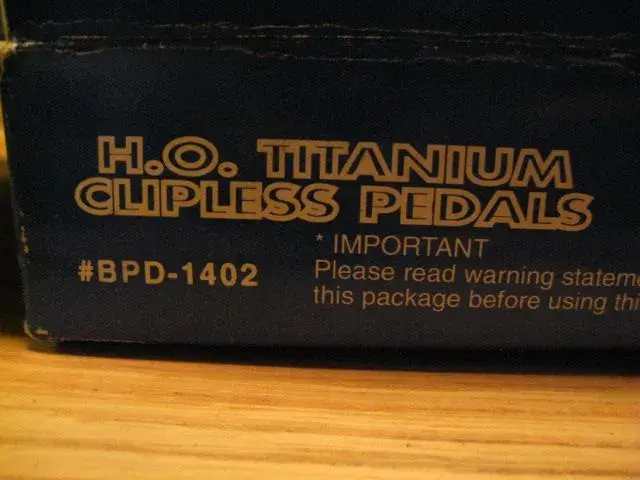 H.O. TITANIUM
CLIPLESS PEDALS
* IMPORTANT
#BPD-1402
Please read warning stateme
this package before using thi